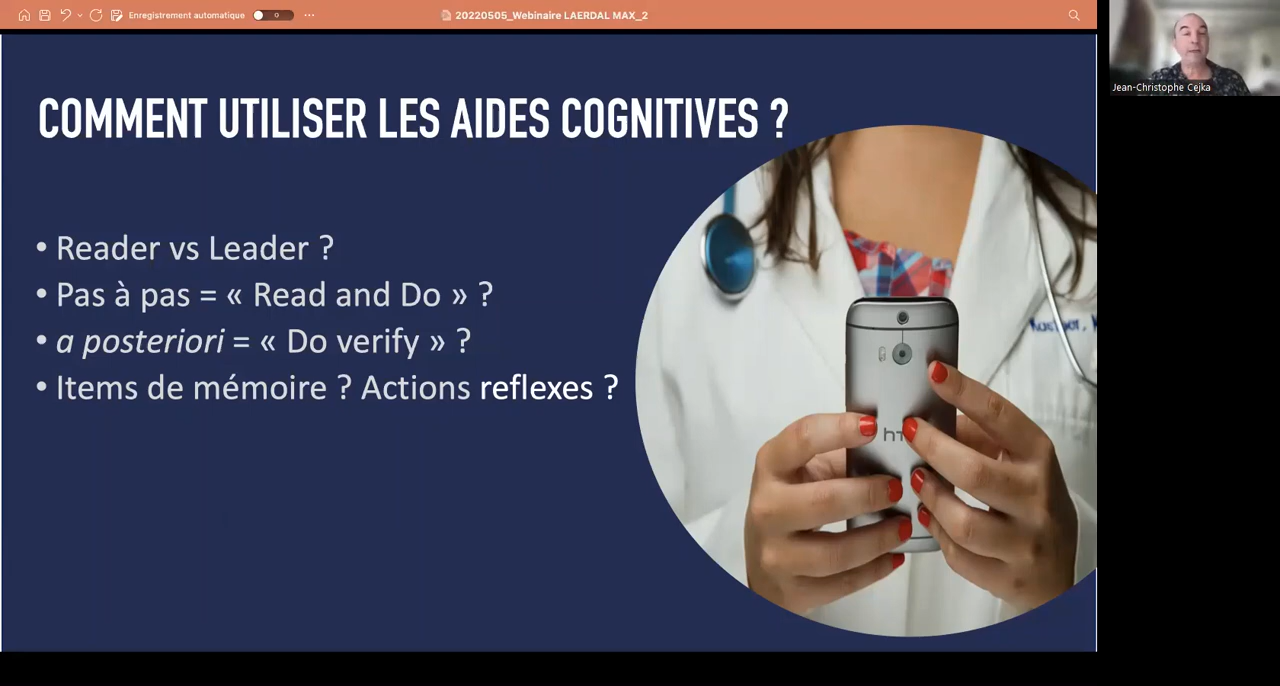 Enregistrement automatique
20220505_Webinaire LAERDAL MAX_2
Jean-Christophe Cejka
COMMENT UTILISER LES AIDES COGNITIVES ?
• Reader vs Leader ?
• Pas à pas = « Read and Do » ?
• a posteriori = « Do verify » ?
• Items de mémoire ? Actions reflexes ?